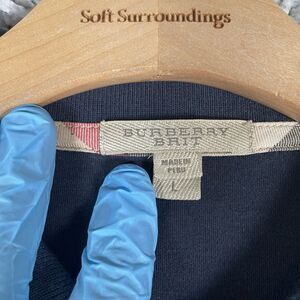 Soft Surroundings
BURBERRY
BRIT
MADE IN
PERU
L